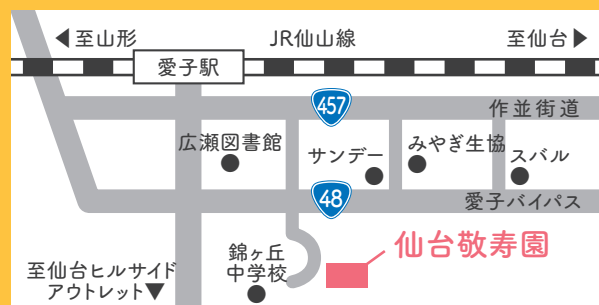 ◀至山形
JR仙山線
至仙台▶
愛子駅
457
作並街道
広瀬図書館
サンデー
みやぎ生協
スバル
48
愛子バイパス
仙台敬寿園
錦ヶ丘
中学校
至仙台ヒルサイド
アウトレット▼